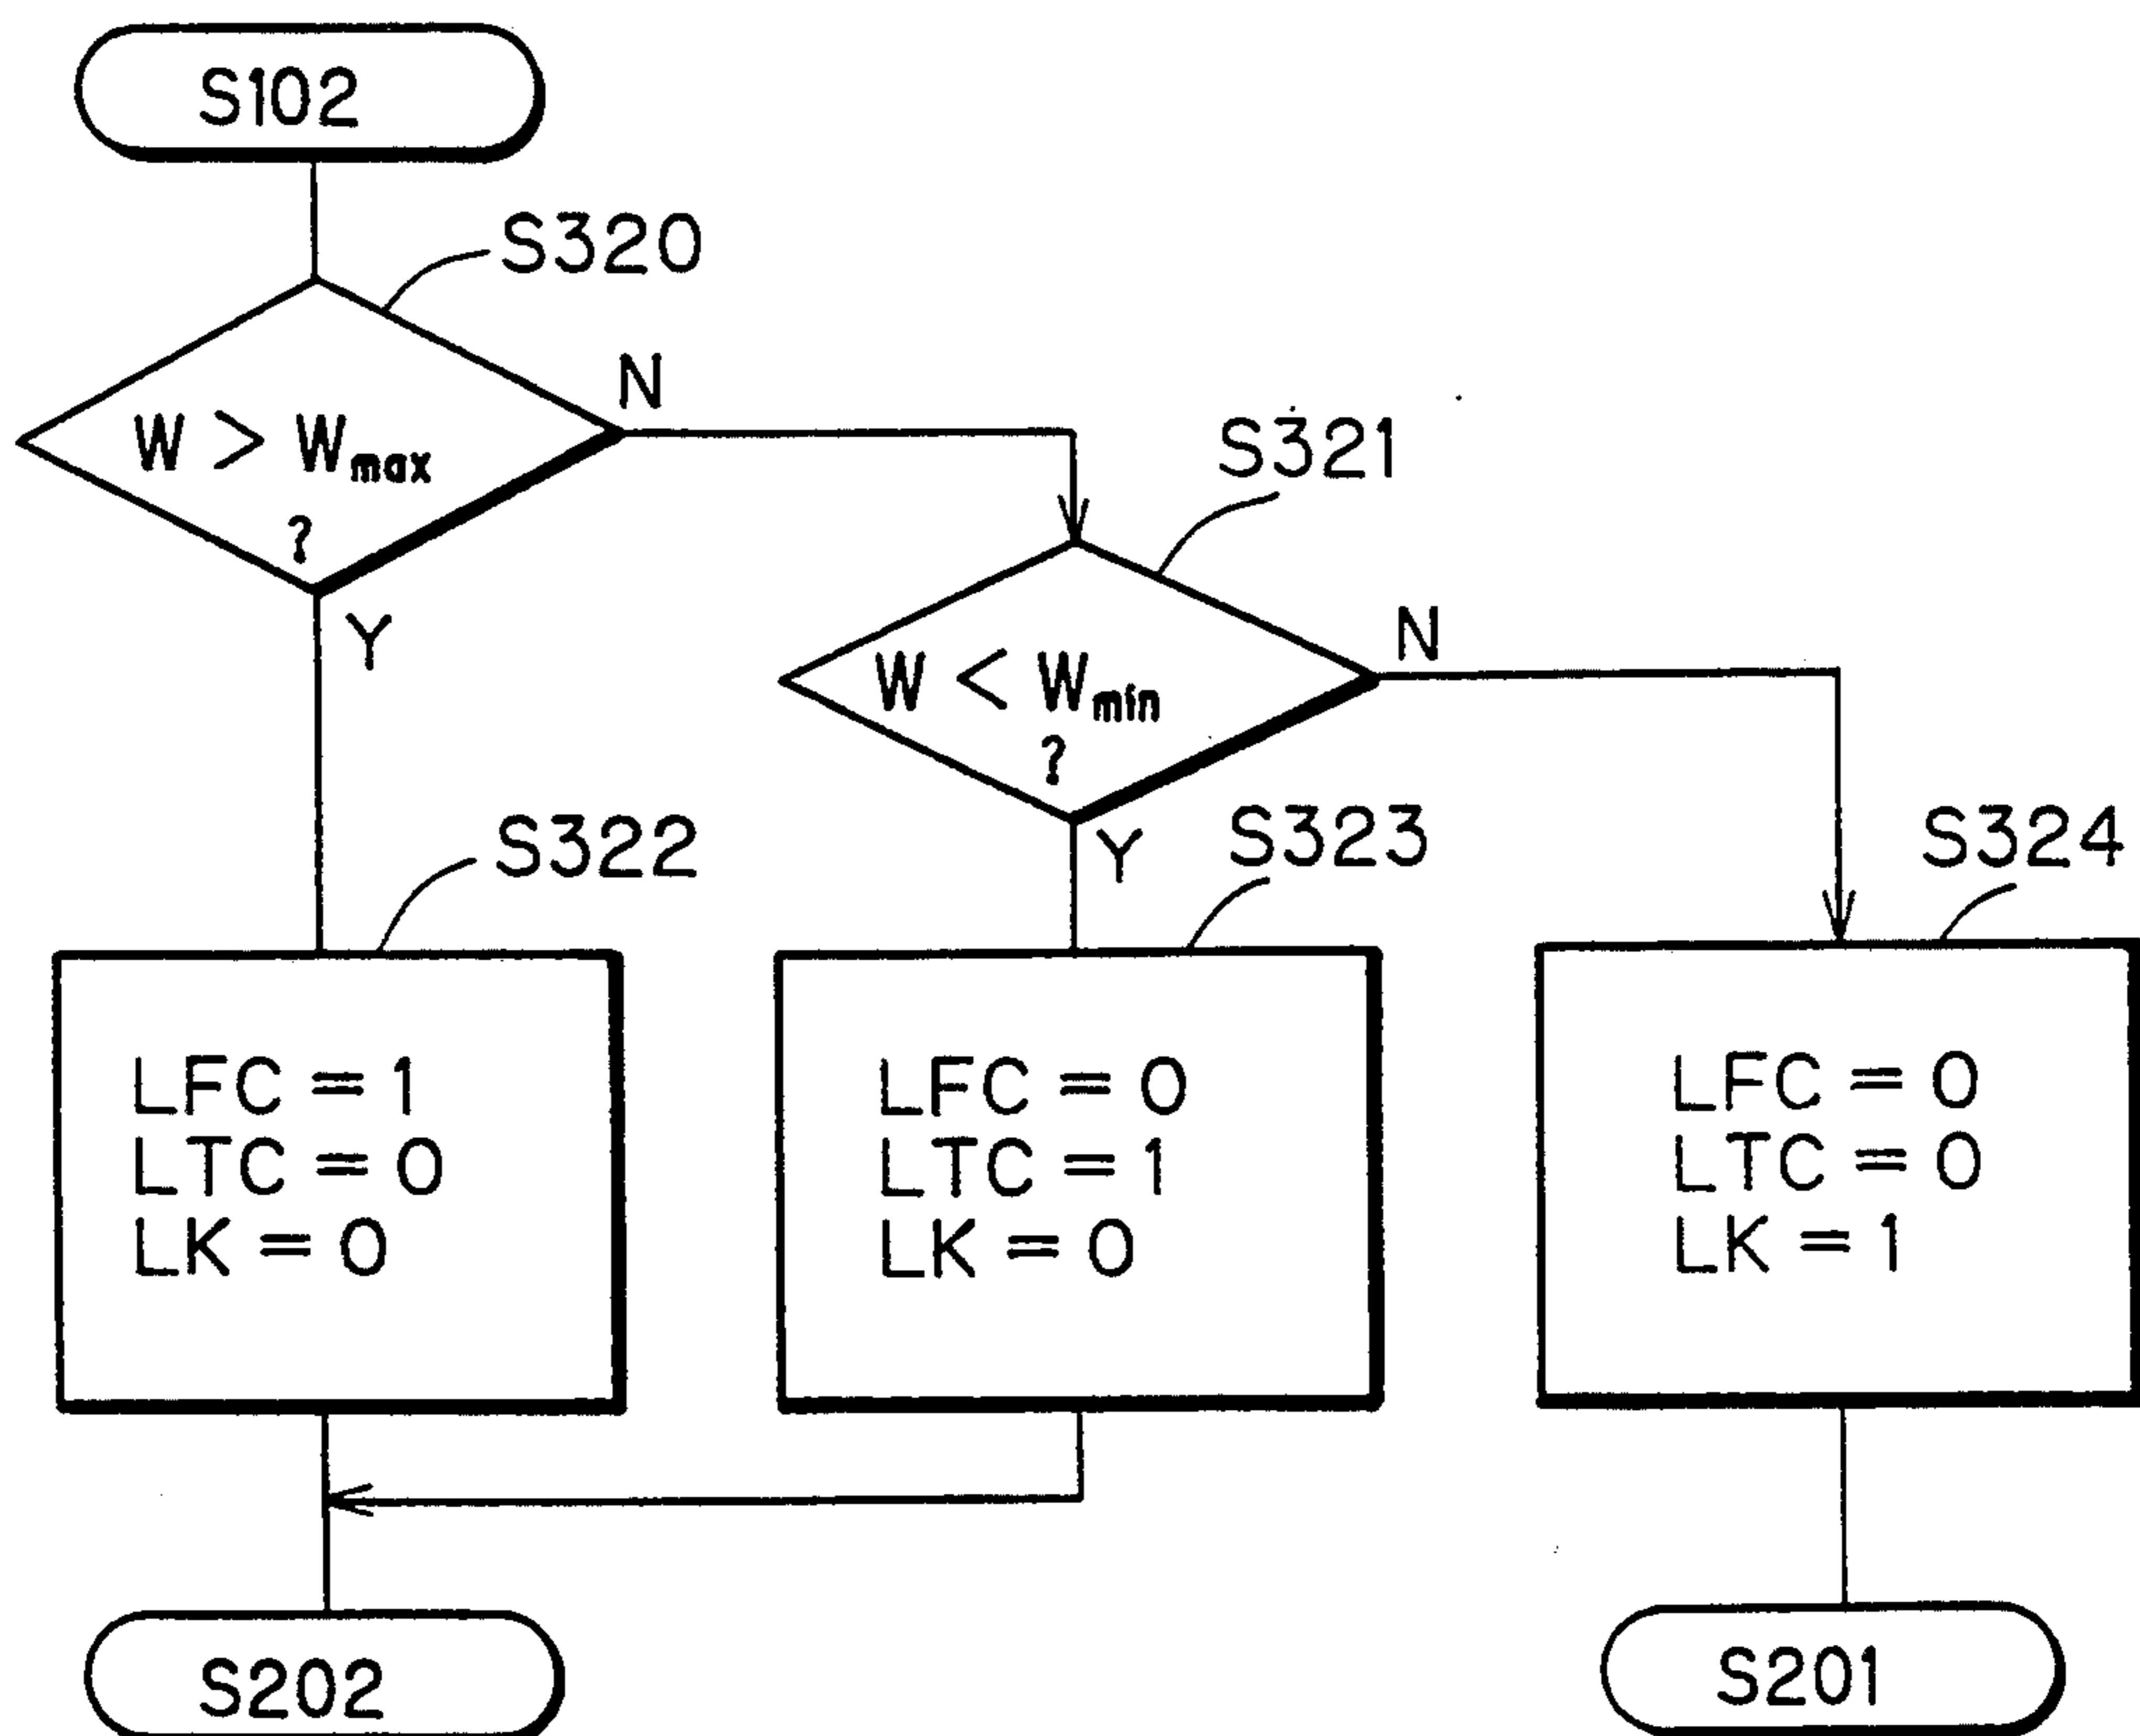 S102
S320
W > Wmax
?
N
Y
S321
W < Wmin
?
N
Y
S322
LFC = 1
LTC = 0
LK = 0
S323
LFC = 0
LTC = 1
LK = 0
S324
LFC = 0
LTC = 0
LK = 1
S202
S201